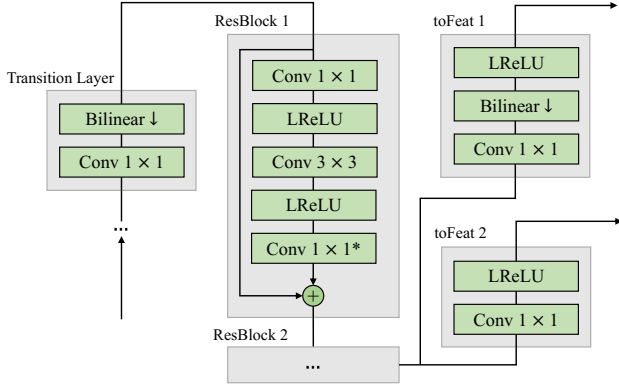 Transition Layer
Bilinear ↓
Conv 1 × 1
...
ResBlock 1
Conv 1 × 1
LReLU
Conv 3 × 3
LReLU
Conv 1 × 1*
+
ResBlock 2
...
toFeat 1
LReLU
Bilinear ↓
Conv 1 × 1
toFeat 2
LReLU
Conv 1 × 1